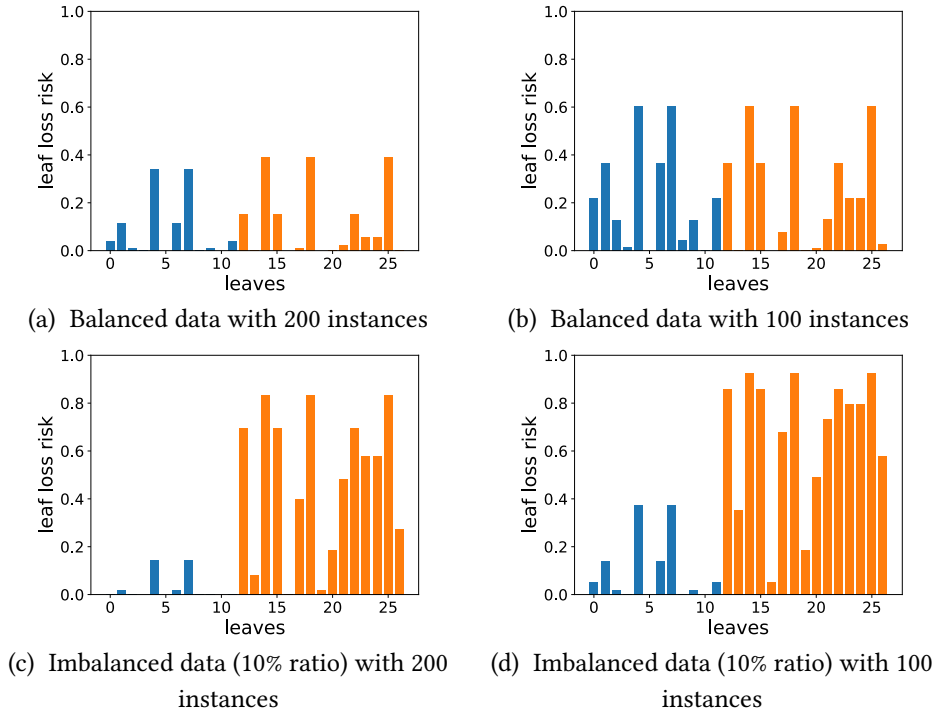 1.0
0.8
0.6
0.4
0.2
0.0
leaf loss risk
0 5 10 15 20 25
leaves
(a) Balanced data with 200 instances
1.0
0.8
0.6
0.4
0.2
0.0
leaf loss risk
0 5 10 15 20 25
leaves
(b) Balanced data with 100 instances
1.0
0.8
0.6
0.4
0.2
0.0
leaf loss risk
0 5 10 15 20 25
leaves
(c) Imbalanced data (10% ratio) with 200
instances
1.0
0.8
0.6
0.4
0.2
0.0
leaf loss risk
0 5 10 15 20 25
leaves
(d) Imbalanced data (10% ratio) with 100
instances